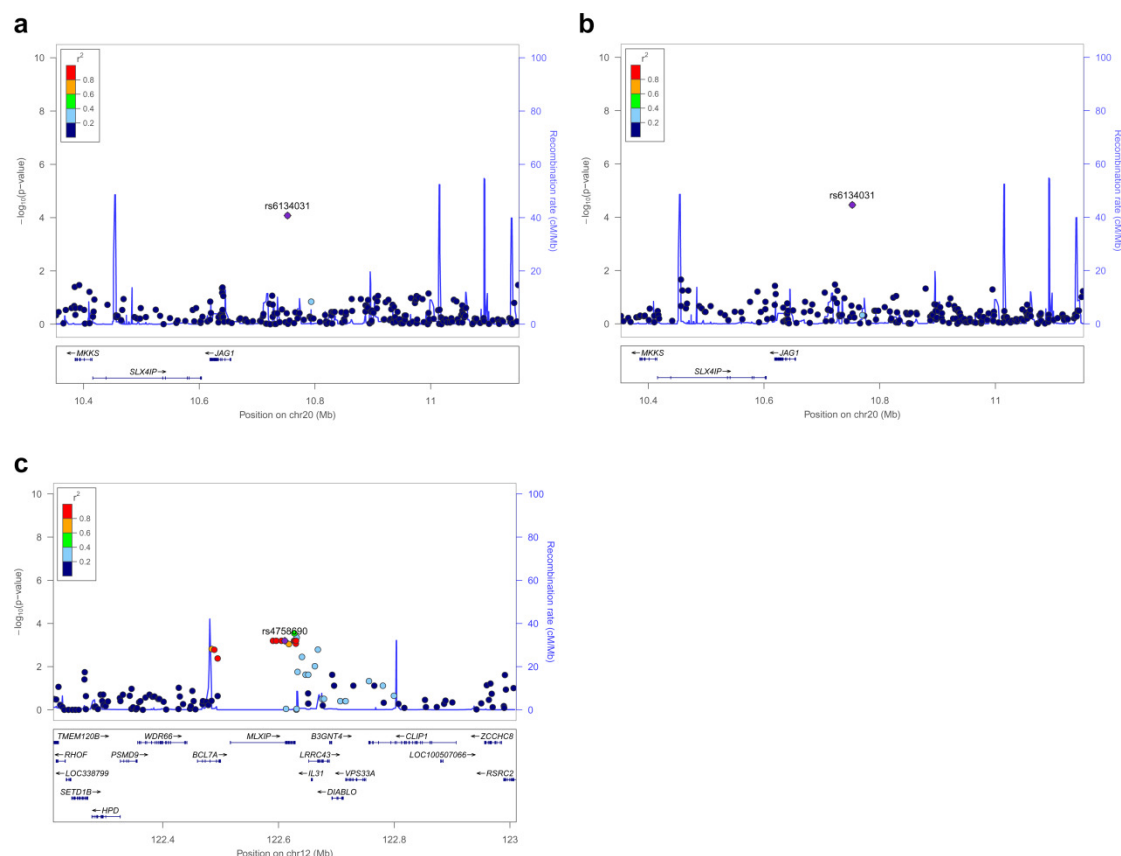 a
r²
0.8
0.6
0.4
0.2
10
8
6
4
2
0
−log₁₀(p−value)
100
80
60
40
20
0
Recombination rate (cM/Mb)
rs6134031
←MKKS
←JAG1
SLX4IP→
10.4
10.6
10.8
11
Position on chr20 (Mb)
b
r²
0.8
0.6
0.4
0.2
10
8
6
4
2
0
−log₁₀(p−value)
100
80
60
40
20
0
Recombination rate (cM/Mb)
rs6134031
←MKKS
←JAG1
SLX4IP→
10.4
10.6
10.8
11
Position on chr20 (Mb)
c
r²
0.8
0.6
0.4
0.2
10
8
6
4
2
0
−log₁₀(p−value)
100
80
60
40
20
0
Recombination rate (cM/Mb)
rs4758690
TMEM120B→ WDR66→ MLXIP→ B3GNT4→ ←CLIP1 ZCCHC8←
←RHOF PSMD9→ BCL7A→ LRRC43→ LOC100507066→
←LOC338799 ←IL31 ←VPS33A ←RSRC2
SETD1B→ ←DIABLO
←HPD
122.4
122.6
122.8
123
Position on chr12 (Mb)